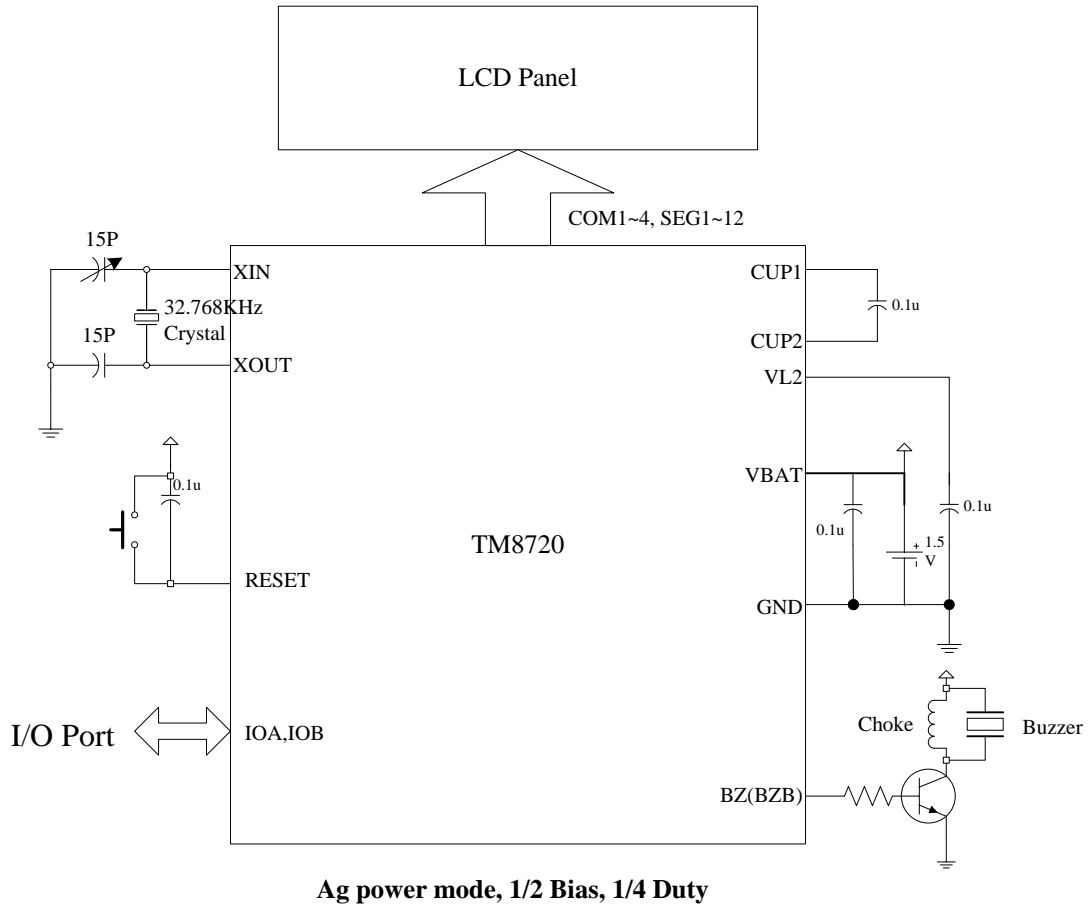 LCD Panel
COM1~4, SEG1~12
15P
XIN
CUP1
32.768KHz
Crystal
0.1u
15P
CUP2
XOUT
VL2
0.1u
VBAT
0.1u
0.1u
TM8720
+ 1.5
- V
RESET
GND
I/O Port
IOA,IOB
Choke
Buzzer
BZ(BZB)
Ag power mode, 1/2 Bias, 1/4 Duty